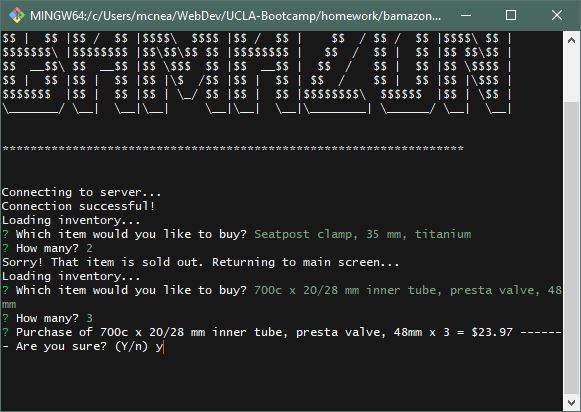 MINGW64:/c/Users/mcnea/WebDev/UCLA-Bootcamp/homework/bamazon...
$$ |  $$ |$$ /  $$ |$$$$\  $$$$ |$$ /  $$ |    $$  / $$ /  $$ |$$$$\ $$ |
$$$$$$$\ |$$$$$$$$ |$$\$$\$$ $$ |$$$$$$$$ |   $$  /  $$ |  $$ |$$ $$\$$ |
$$  __$$\ $$  __$$ |$$ \$$$  $$ |$$  __$$ |  $$  /   $$ |  $$ |$$ \$$$$ |
$$ |  $$ |$$ |  $$ |$$ |\$  /$$ |$$ |  $$ | $$  /    $$ |  $$ |$$ |\$$$ |
$$$$$$$  |$$ |  $$ |$$ | \_/ $$ |$$ |  $$ |$$$$$$$$\  $$$$$$  |$$ | \$$ |
\_______/ \__|  \__|\__|     \__|\__|  \__|\________| \______/ \__|  \__|
******************************************************************
Connecting to server...
Connection successful!
Loading inventory...
? Which item would you like to buy? Seatpost clamp, 35 mm, titanium
? How many? 2
Sorry! That item is sold out. Returning to main screen...
Loading inventory...
? Which item would you like to buy? 700c x 20/28 mm inner tube, presta valve, 48
mm
? How many? 3
? Purchase of 700c x 20/28 mm inner tube, presta valve, 48mm x 3 = $23.97 ------
- Are you sure? (Y/n) y